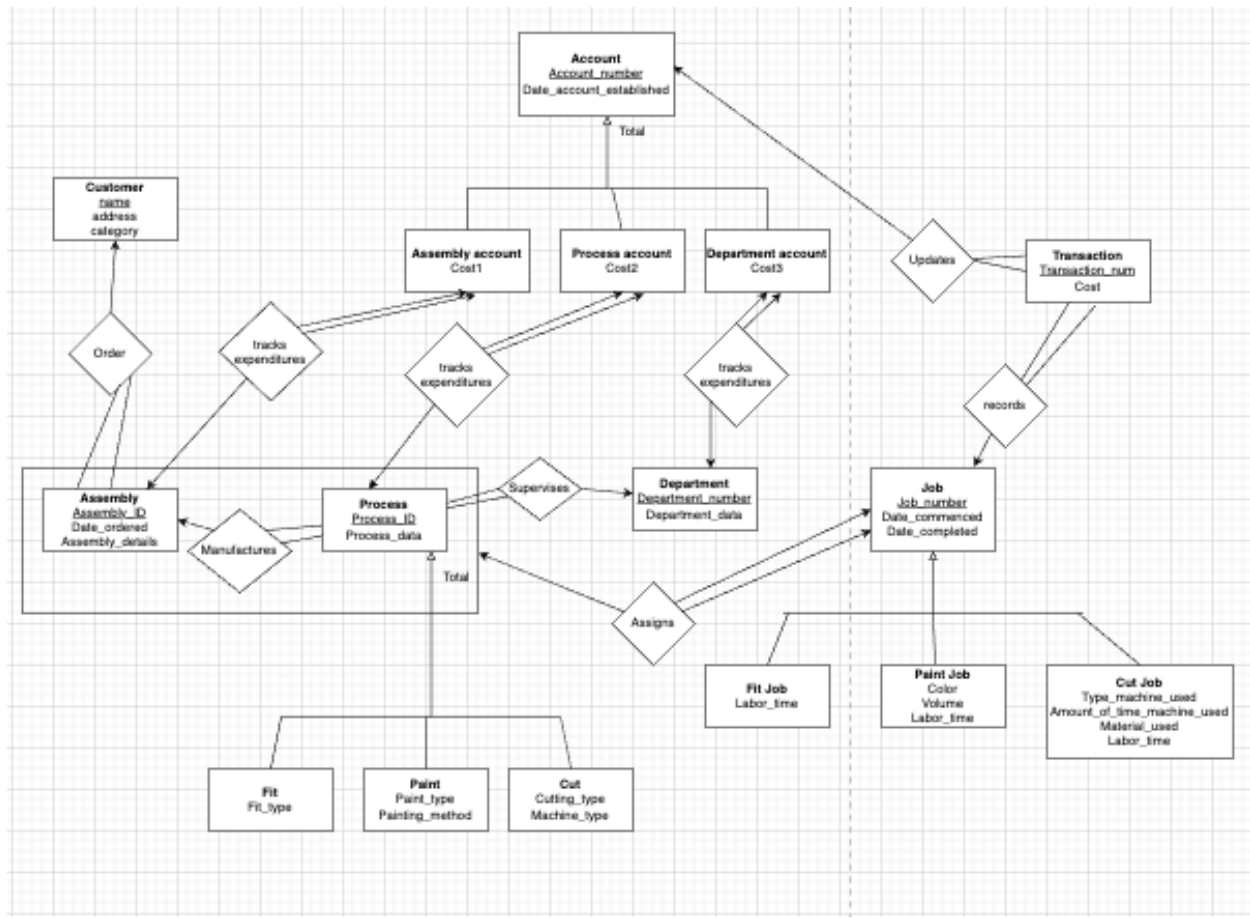 Account
Account_number
Date_account_established
Total
Customer
name
address
category
Assembly account
Cost1
Process account
Cost2
Department account
Cost3
Updates
Transaction
Transaction_num
Cost
Order
tracks
expenditures
tracks
expenditures
tracks
expenditures
records
Assembly
Assembly_ID
Date_ordered
Assembly_details
Manufactures
Process
Process_ID
Process_data
Supervises
Department
Department_number
Department_data
Job
Job_number
Date_commenced
Date_completed
Total
Assigns
Fit Job
Labor_time
Paint Job
Color
Volume
Labor_time
Cut Job
Type_machine_used
Amount_of_time_machine_used
Material_used
Labor_time
Fit
Fit_type
Paint
Paint_type
Painting_method
Cut
Cutting_type
Machine_type